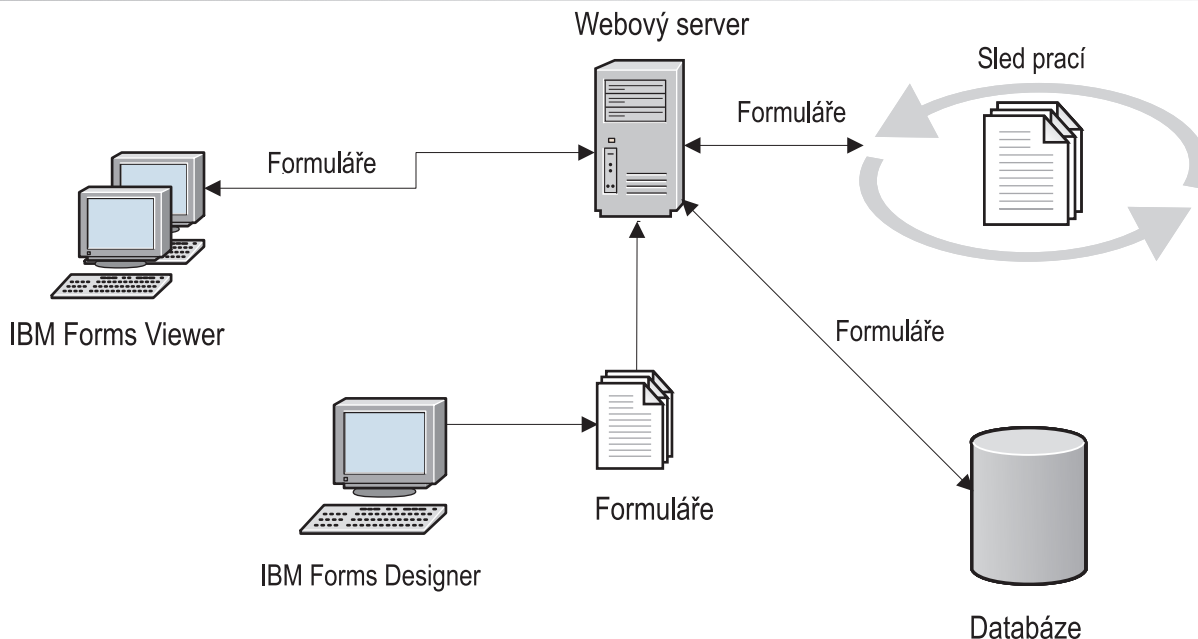 Webový server
Sled prací
Formuláře
Formuláře
IBM Forms Viewer
Formuláře
Formuláře
IBM Forms Designer
Databáze